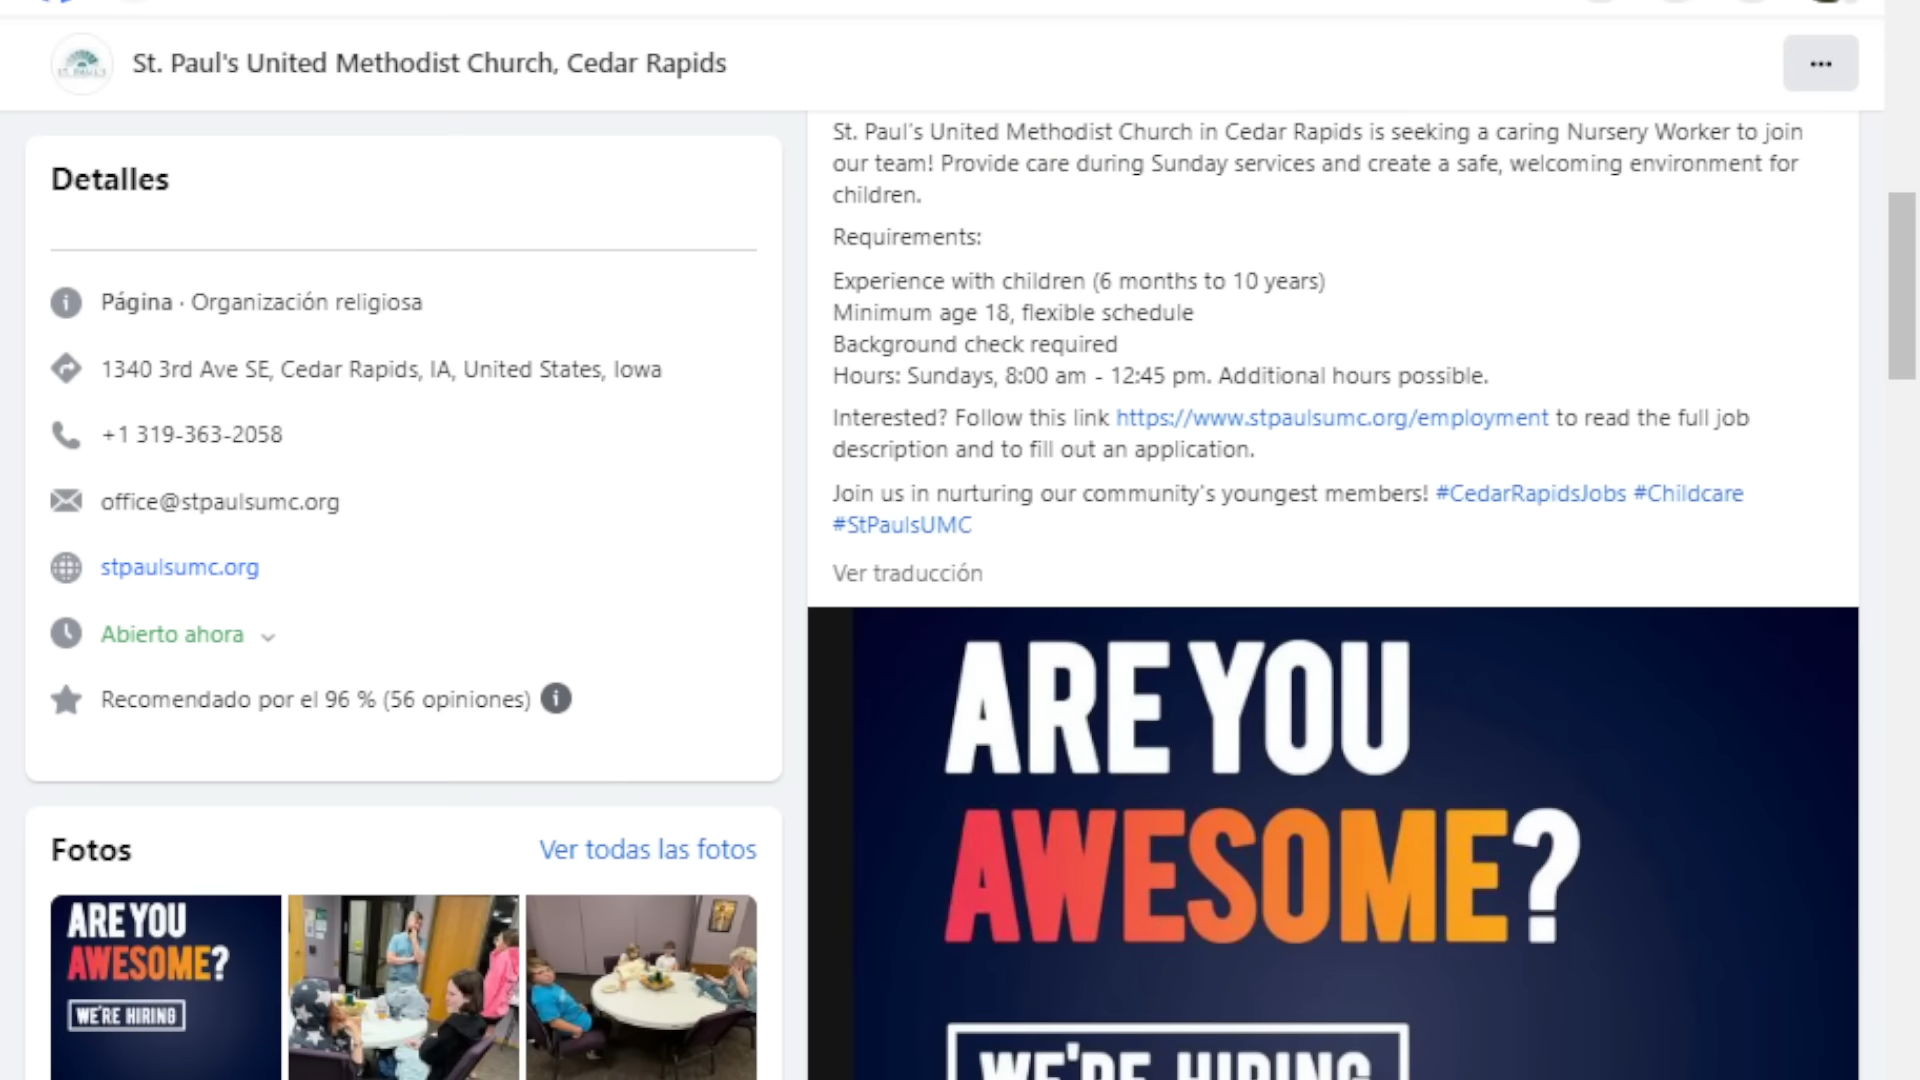 St. Paul's United Methodist Church, Cedar Rapids
...
Detalles
Página · Organización religiosa
1340 3rd Ave SE, Cedar Rapids, IA, United States, Iowa
+1 319-363-2058
office@stpaulsumc.org
stpaulsumc.org
Abierto ahora
Recomendado por el 96 % (56 opiniones)
Fotos
Ver todas las fotos
ARE YOU
AWESOME?
WE'RE HIRING
St. Paul's United Methodist Church in Cedar Rapids is seeking a caring Nursery Worker to join
our team! Provide care during Sunday services and create a safe, welcoming environment for
children.
Requirements:
Experience with children (6 months to 10 years)
Minimum age 18, flexible schedule
Background check required
Hours: Sundays, 8:00 am - 12:45 pm. Additional hours possible.
Interested? Follow this link https://www.stpaulsumc.org/employment to read the full job
description and to fill out an application.
Join us in nurturing our community's youngest members! #CedarRapidsJobs #Childcare
#StPaulsUMC
Ver traducción
ARE YOU
AWESOME?
WE'RE HIRING